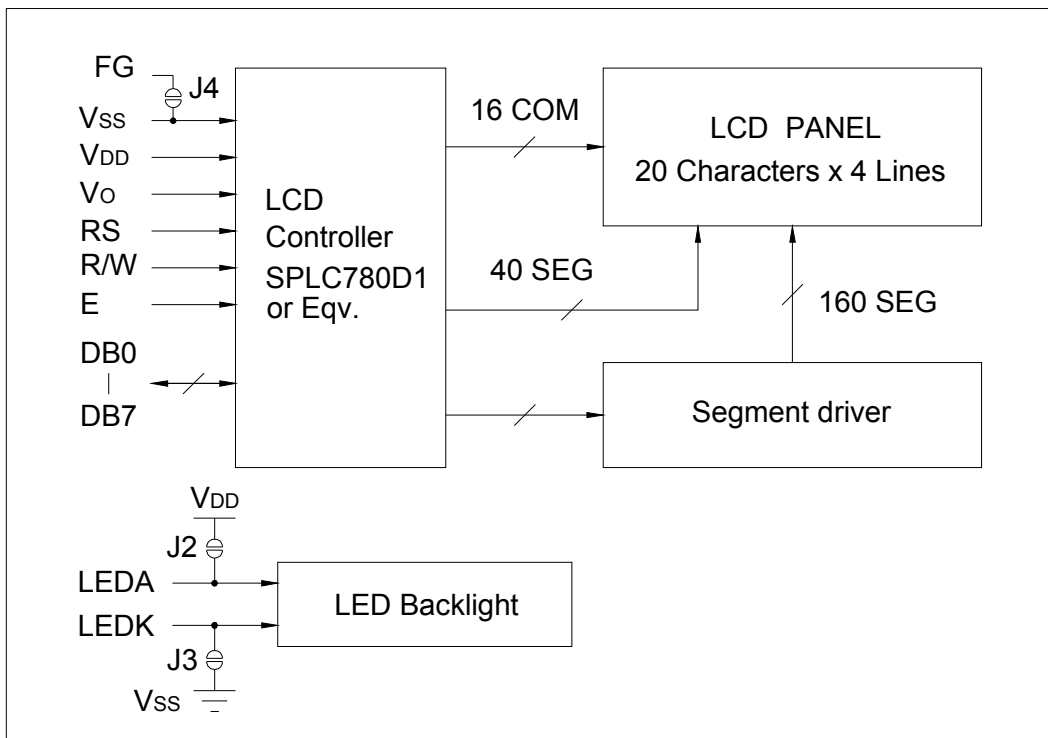 FG
J4
VSS
VDD
VO
RS
R/W
E
DB0
DB7
LCD
Controller
SPLC780D1
or Eqv.
16 COM
40 SEG
160 SEG
LCD PANEL
20 Characters x 4 Lines
Segment driver
VDD
J2
LEDA
LEDK
J3
VSS
LED Backlight